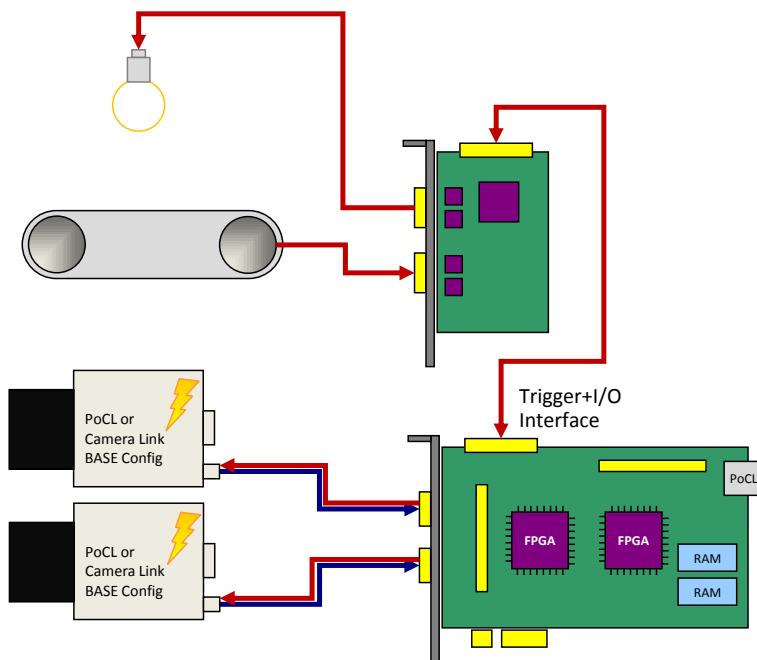 Trigger+I/O
Interface
PoCL or
Camera Link
BASE Config
PoCL
FPGA
FPGA
RAM
RAM
PoCL or
Camera Link
BASE Config